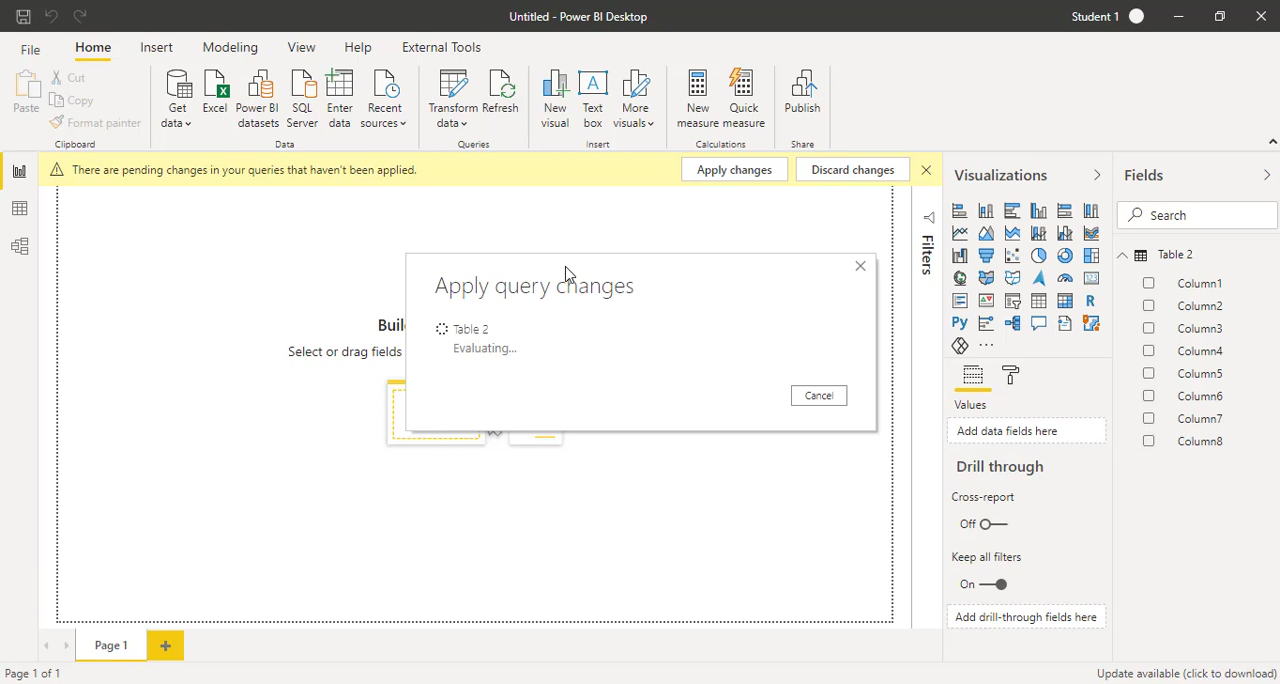 Untitled - Power BI Desktop
Student 1
File
Home
Insert
Modeling
View
Help
External Tools
Paste
Cut
Copy
Format painter
Clipboard
Get data
Excel
Power BI datasets
SQL Server
Enter data
Recent sources
Data
Transform data
Refresh
Queries
New visual
Text box
More visuals
Insert
New measure
Quick measure
Calculations
Publish
Share
There are pending changes in your queries that haven't been applied.
Apply changes
Discard changes
Filters
Select or drag fields
Apply query changes
Table 2
Evaluating...
Cancel
Visualizations
R
Py
Values
Add data fields here
Drill through
Cross-report
Off
Keep all filters
On
Add drill-through fields here
Fields
Search
Table 2
Column1
Column2
Column3
Column4
Column5
Column6
Column7
Column8
Page 1
Page 1 of 1
Update available (click to download)